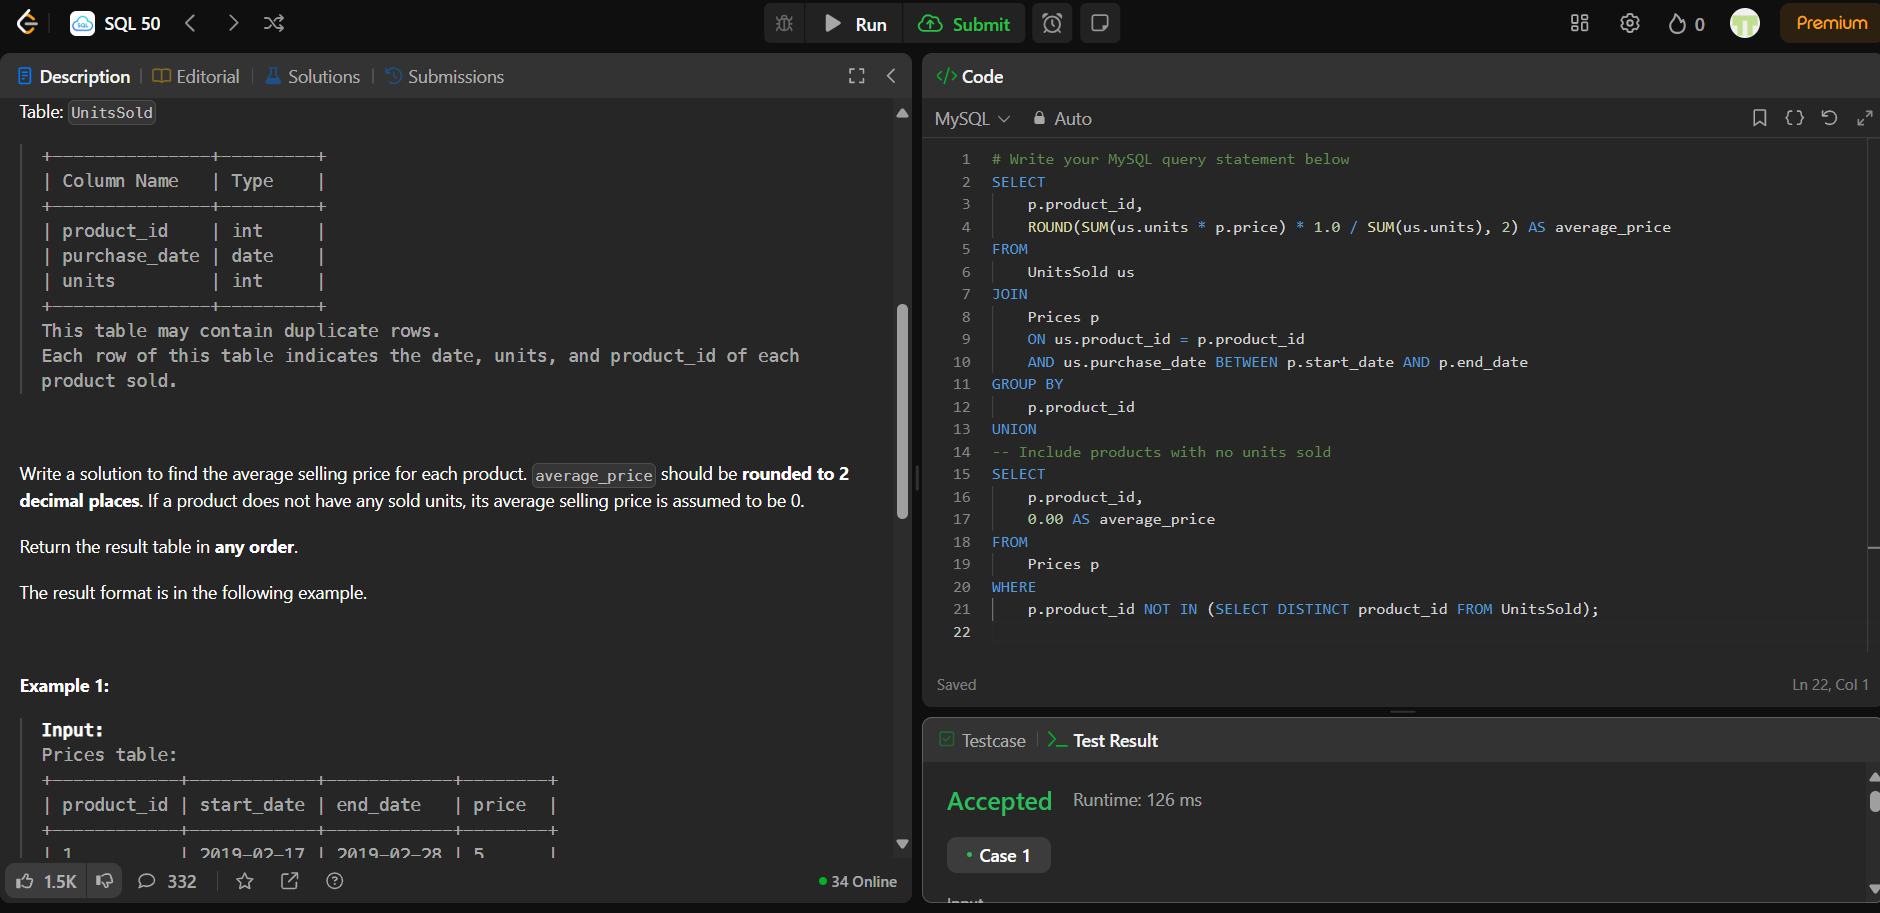 SQL 50
Run
Submit
0
Premium
Description
Editorial
Solutions
Submissions
Table: UnitsSold
+---------------+---------+
| Column Name   | Type    |
+---------------+---------+
| product_id    | int     |
| purchase_date | date    |
| units         | int     |
+---------------+---------+
This table may contain duplicate rows.
Each row of this table indicates the date, units, and product_id of each
product sold.
Write a solution to find the average selling price for each product. average_price should be rounded to 2
decimal places. If a product does not have any sold units, its average selling price is assumed to be 0.
Return the result table in any order.
The result format is in the following example.
Example 1:
Input:
Prices table:
+------------+------------+------------+--------+
| product_id | start_date | end_date   | price  |
+------------+------------+------------+--------+
| 1          | 2019-02-17 | 2019-02-28 | 5      |
1.5K
332
34 Online
Code
MySQL
Auto
1 # Write your MySQL query statement below
2 SELECT
3     p.product_id,
4     ROUND(SUM(us.units * p.price) * 1.0 / SUM(us.units), 2) AS average_price
5 FROM
6     UnitsSold us
7 JOIN
8     Prices p
9     ON us.product_id = p.product_id
10     AND us.purchase_date BETWEEN p.start_date AND p.end_date
11 GROUP BY
12     p.product_id
13 UNION
14 -- Include products with no units sold
15 SELECT
16     p.product_id,
17     0.00 AS average_price
18 FROM
19     Prices p
20 WHERE
21     p.product_id NOT IN (SELECT DISTINCT product_id FROM UnitsSold);
22
Saved
Ln 22, Col 1
Testcase
Test Result
Accepted
Runtime: 126 ms
Case 1
Input